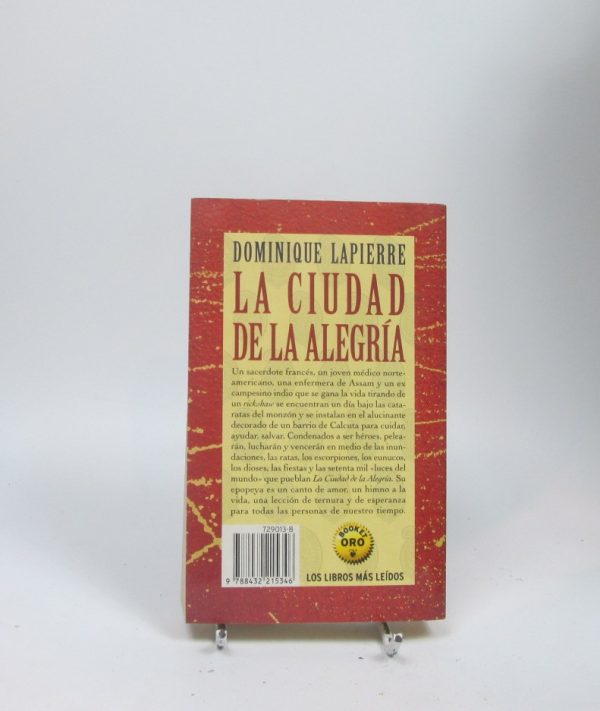 DOMINIQUE LAPIERRE
LA CIUDAD
DE LA ALEGRÍA
Un sacerdote francés, un joven médico norte-
americano, una enfermera de Assam y un ex
campesino indio que se gana la vida tirando de
un rickshaw se encuentran un día bajo las cata-
ratas del monzón y se instalan en el alucinante
decorado de un barrio de Calcuta para cuidar,
ayudar, salvar. Condenados a ser héroes, pelea-
rán, lucharán y vencerán en medio de las inun-
daciones, las ratas, los escorpiones, los eunucos,
los dioses, las fiestas y las setenta mil «luces del
mundo» que pueblan La Ciudad de la Alegría. Su
epopeya es un canto de amor, un himno a la
vida, una lección de ternura y de esperanza
para todas las personas de nuestro tiempo.
729013-8
9 788432 215346
BOOKET
ORO
LOS LIBROS MÁS LEÍDOS